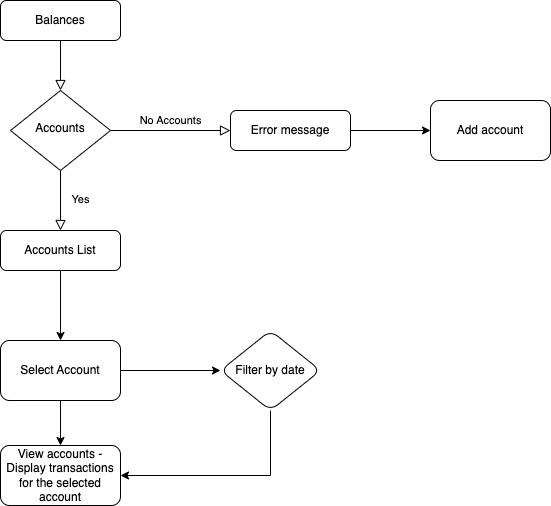 Balances
Accounts
No Accounts
Error message
Add account
Yes
Accounts List
Select Account
Filter by date
View accounts -
Display transactions
for the selected
account